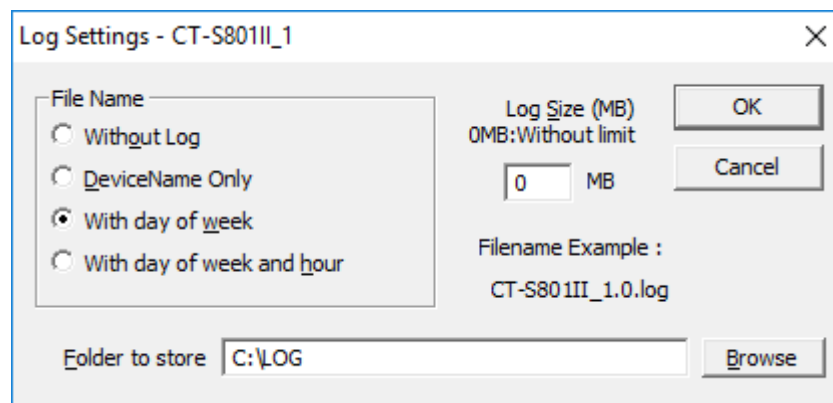 Log Settings - CT-S801II_1
File Name
Without Log
DeviceName Only
With day of week
With day of week and hour
Log Size (MB)
0MB:Without limit
0 MB
Filename Example :
CT-S801II_1.0.log
OK
Cancel
Folder to store C:\LOG Browse